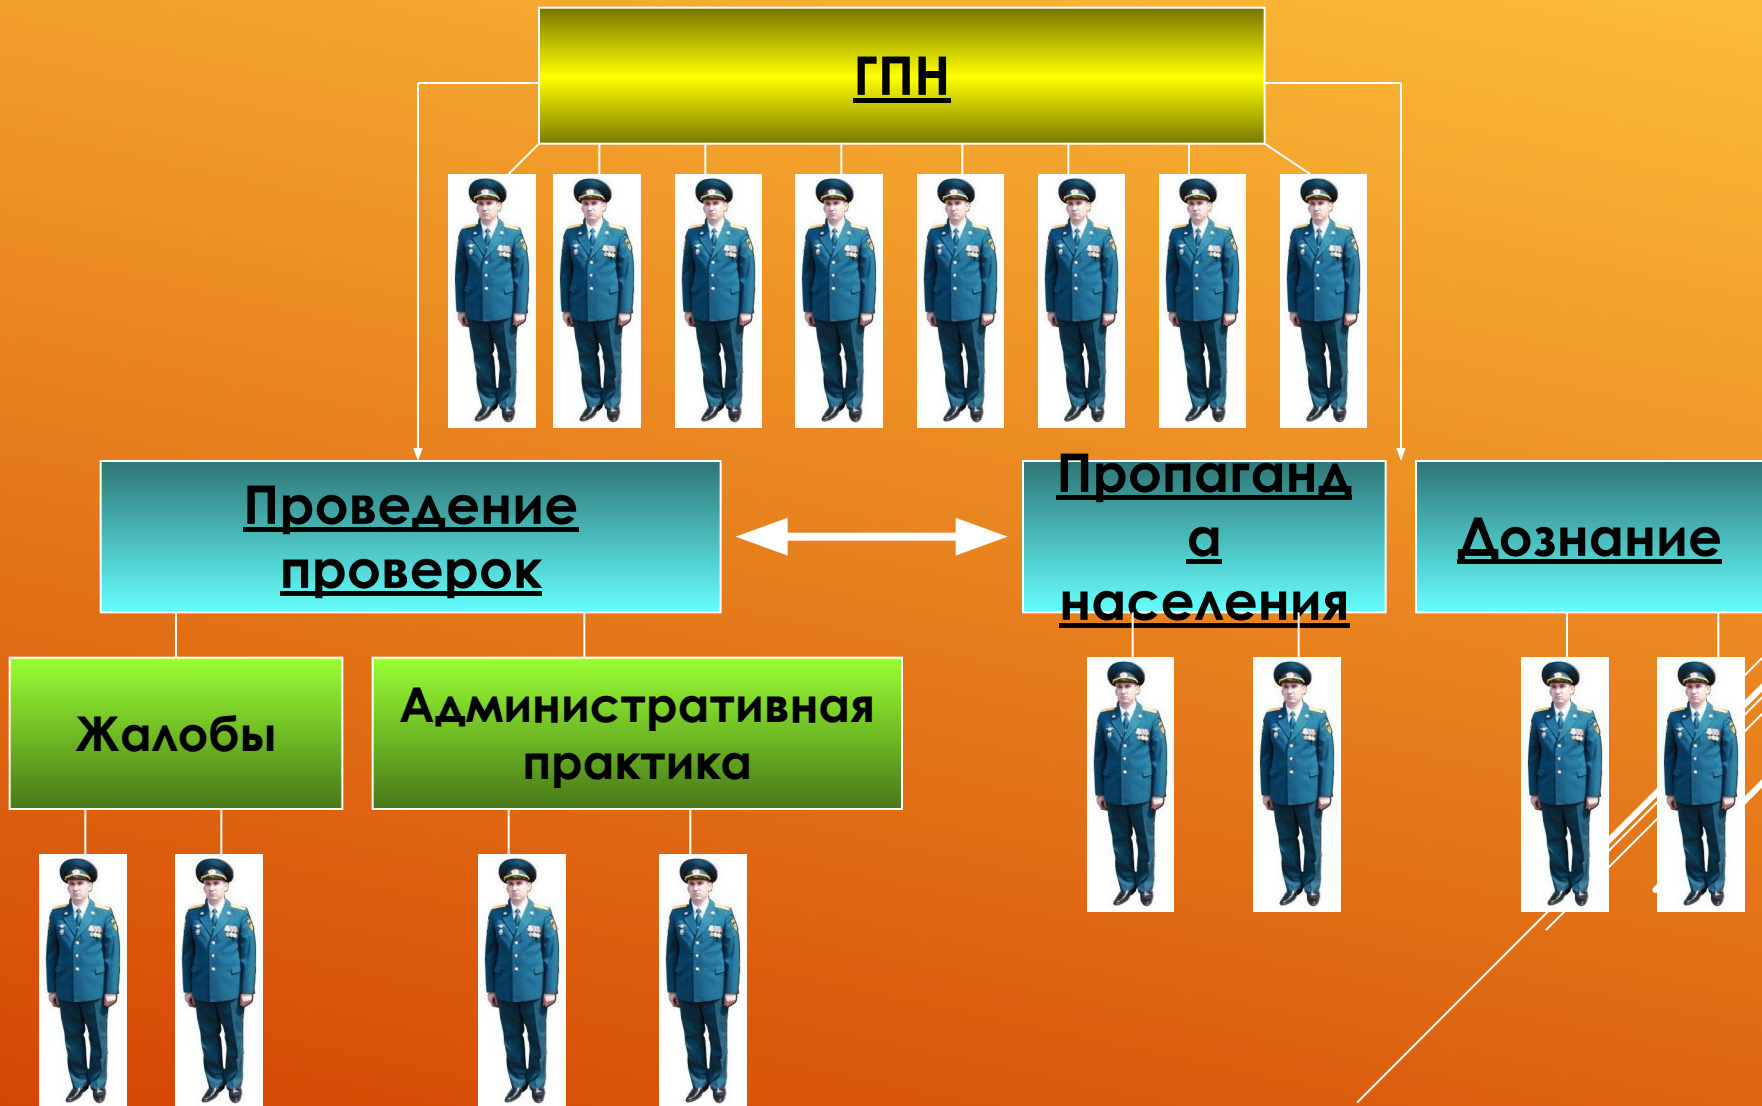 ГПН
Проведение
проверок
Пропаганд
а
населения
Дознание
Жалобы
Административная
практика